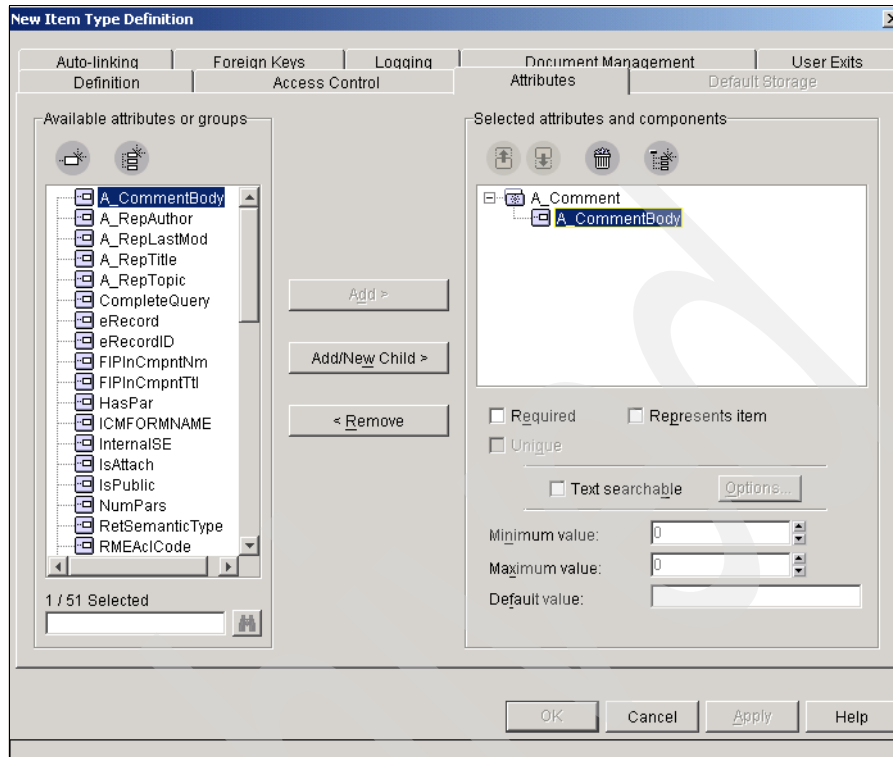 New Item Type Definition
Auto-linking Foreign Keys Logging Document Management User Exits
Definition Access Control Attributes Default Storage
Available attributes or groups
A_CommentBody
A_RepAuthor
A_RepLastMod
A_RepTitle
A_RepTopic
CompleteQuery
eRecord
eRecordID
FIPInCmpntNm
FIPInCmpntTtl
HasPar
ICMFORMNAME
InternalSE
IsAttach
IsPublic
NumPars
RetSemanticType
RMEAclCode
1 / 51 Selected
Add >
Add/New Child >
< Remove
Selected attributes and components
A_Comment
A_CommentBody
Required Represents item
Unique
Text searchable Options...
Minimum value: 0
Maximum value: 0
Default value:
OK Cancel Apply Help